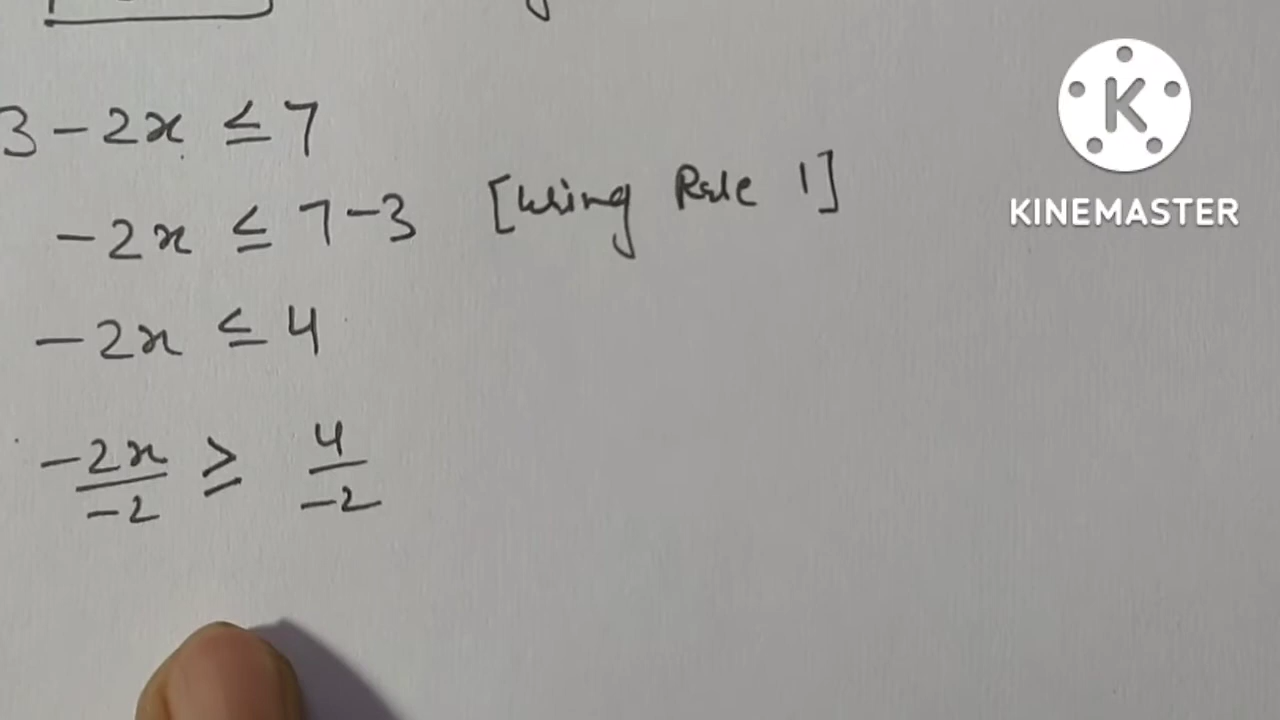 3 - 2x ≤ 7
-2x ≤ 7-3 [Using Rule 1]
-2x ≤ 4
-2x/-2 ≥ 4/-2
K
KINEMASTER